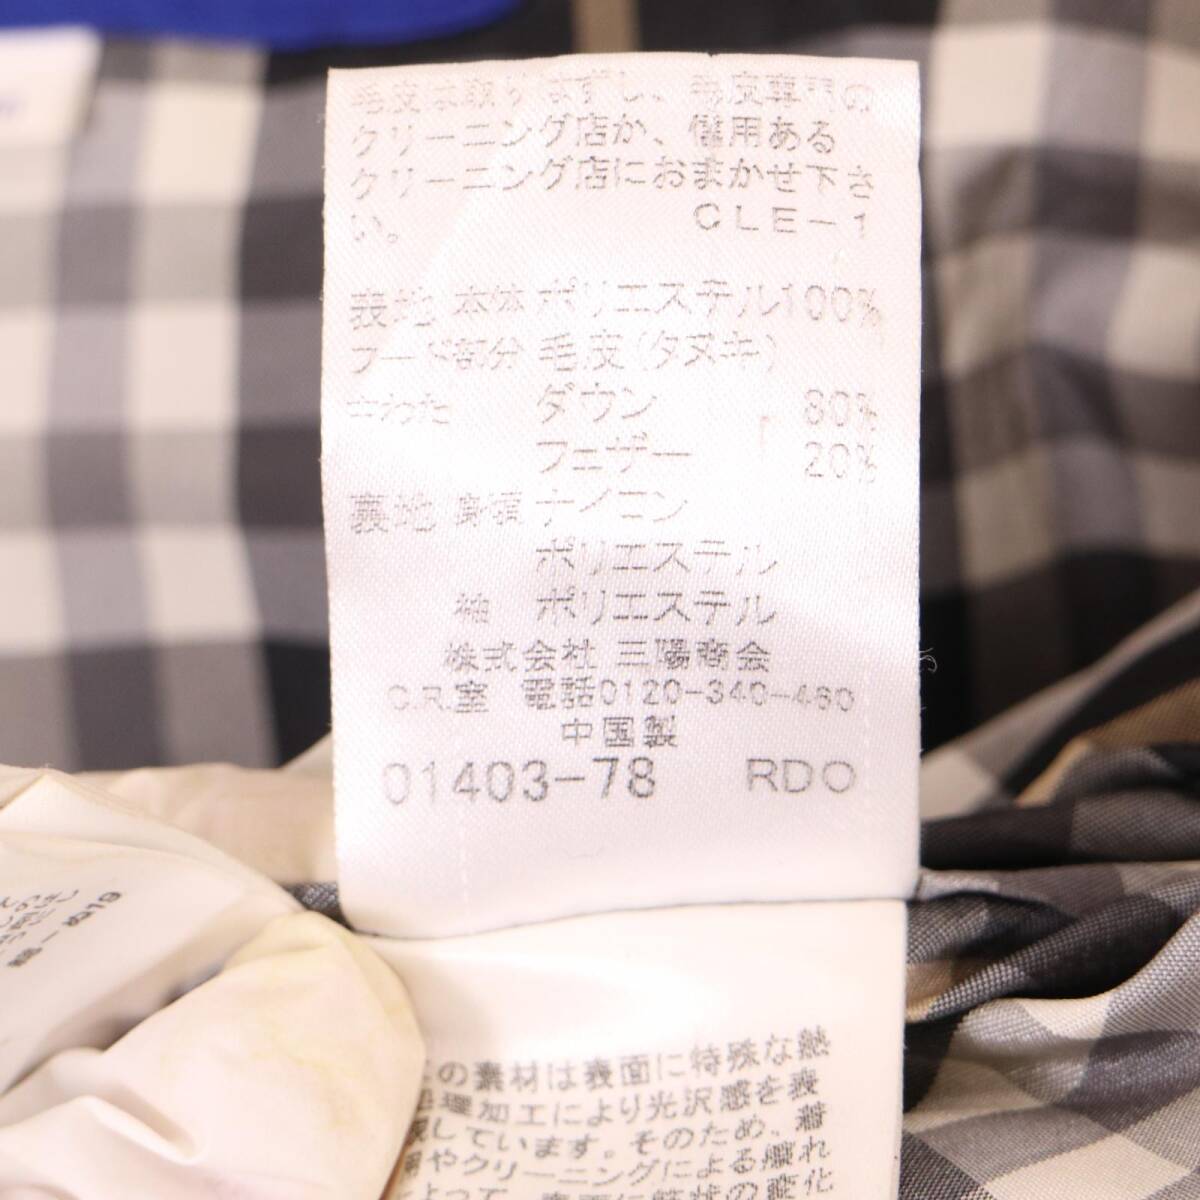 毛皮は取りはずし、毛皮専門の
クリーニング店か、信用ある
クリーニング店におまかせ下さ
い。 CLE-1
表地 本体 ポリエステル100%
フード部分 毛皮(タヌキ)
中わた ダウン 80%
フェザー 20%
裏地 身頃 ナイロン
ポリエステル
袖 ポリエステル
株式会社 三陽商会
C.R.室 電話0120-340-460
中国製
01403-78 RDO
この素材は表面に特殊な熱
処理加工により光沢感を表
現しています。そのため、着
用やクリーニングによる擦れ
によって、表面に筋状の変化